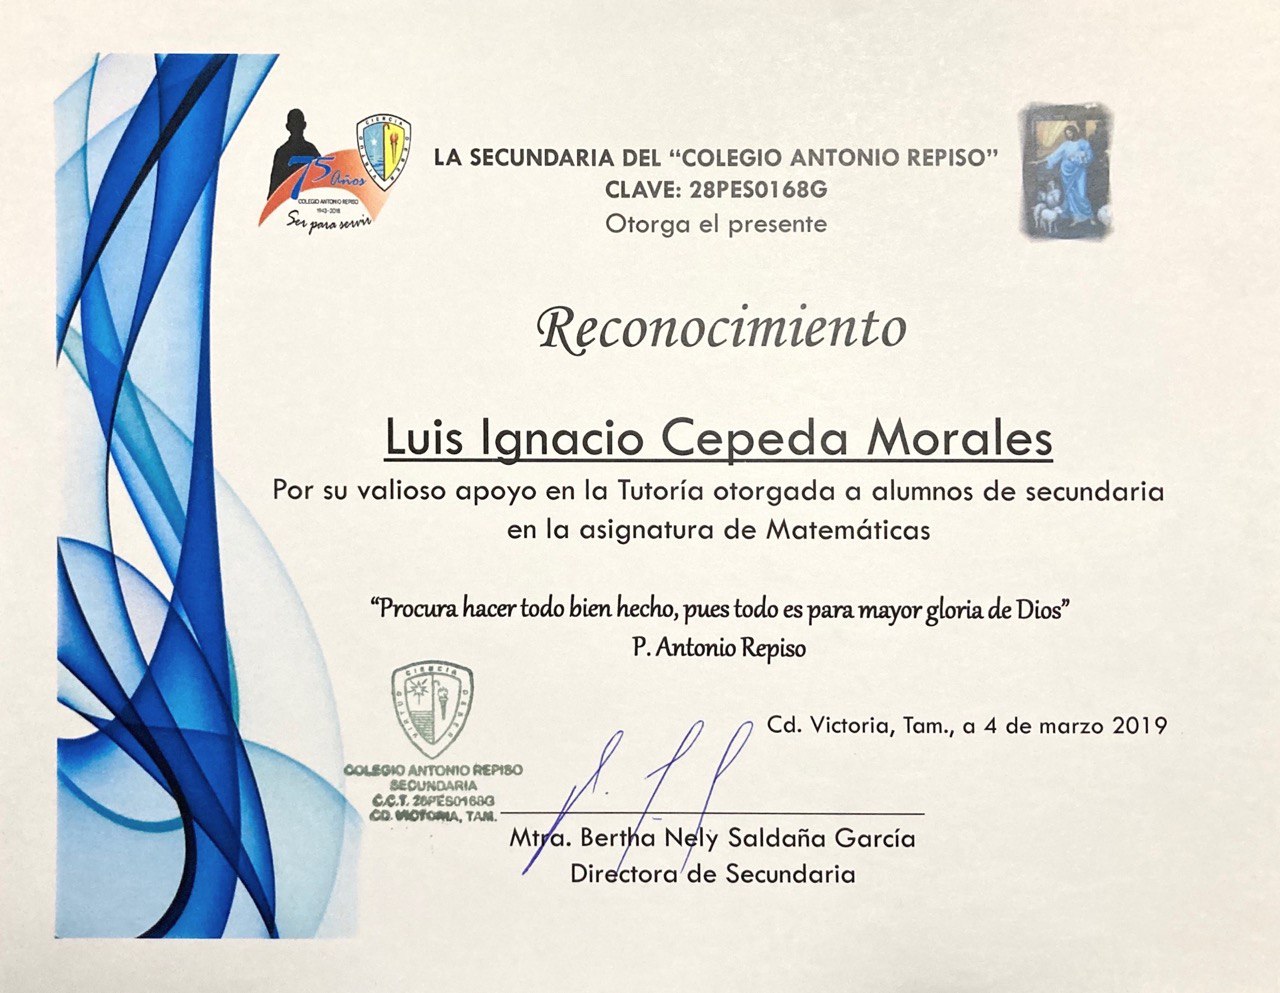 75
Años
COLEGIO ANTONIO REPISO
1943-2018
Ser para servir
CIENCIA
VIRTUD
DEBER
LA SECUNDARIA DEL “COLEGIO ANTONIO REPISO”
CLAVE: 28PES0168G
Otorga el presente
Reconocimiento
Luis Ignacio Cepeda Morales
Por su valioso apoyo en la Tutoría otorgada a alumnos de secundaria
en la asignatura de Matemáticas
“Procura hacer todo bien hecho, pues todo es para mayor gloria de Dios”
P. Antonio Repiso
CIENCIA
VIRTUD
DEBER
Cd. Victoria, Tam., a 4 de marzo 2019
COLEGIO ANTONIO REPISO
SECUNDARIA
C.C.T. 28PES0168G
CD. VICTORIA, TAM.
Mtra. Bertha Nely Saldaña García
Directora de Secundaria